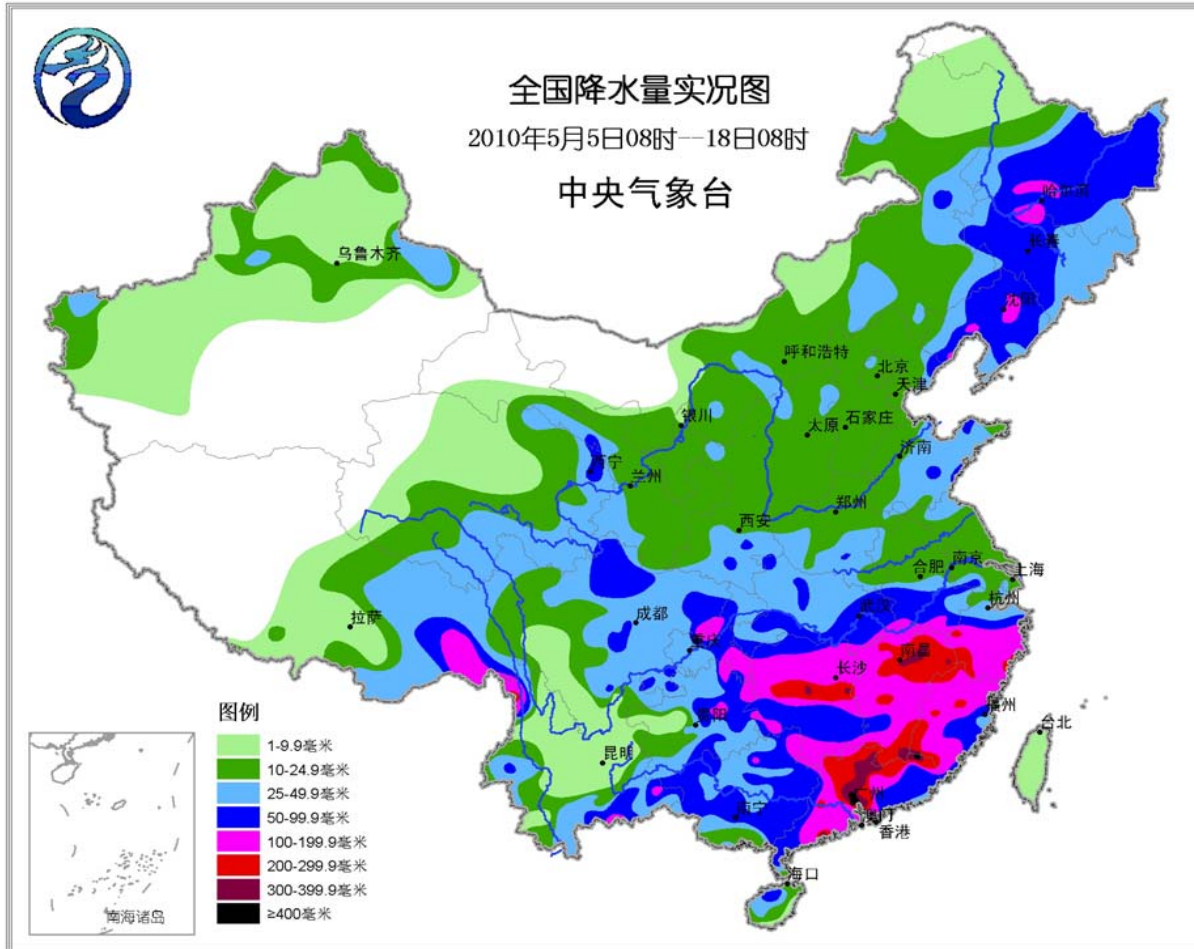 全国降水量实况图
2010年5月5日08时--18日08时
中央气象台
哈尔滨
长春
乌鲁木齐
沈阳
呼和浩特
北京
天津
银川
太原
石家庄
济南
西宁
兰州
郑州
西安
合肥
南京
上海
杭州
拉萨
成都
武汉
重庆
南昌
长沙
贵阳
福州
台北
昆明
广州
南宁
澳门
香港
海口
图例
1-9.9毫米
10-24.9毫米
25-49.9毫米
50-99.9毫米
100-199.9毫米
200-299.9毫米
300-399.9毫米
≥400毫米
南海诸岛